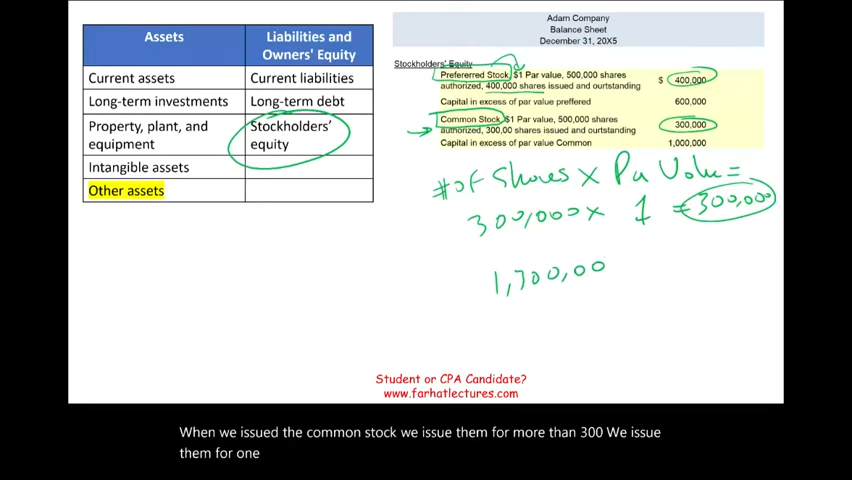 Assets
Liabilities and
Owners' Equity
Current assets
Current liabilities
Long-term investments
Long-term debt
Property, plant, and
equipment
Stockholders'
equity
Intangible assets
Other assets
Adam Company
Balance Sheet
December 31, 20X5
Stockholders' Equity
Prefererred Stock, $1 Par value, 500,000 shares
authorized, 400,000 shares issued and ourtstanding
$ 400,000
Capital in excess of par value preffered
600,000
Common Stock, $1 Par value, 500,000 shares
authorized, 300,00 shares issued and ourtstanding
300,000
Capital in excess of par value Common
1,000,000
# of Shares x Pa Value =
300,000 x 1 = 300,000
1,300,00
Student or CPA Candidate?
www.farhatlectures.com
When we issued the common stock we issue them for more than 300 We issue
them for one